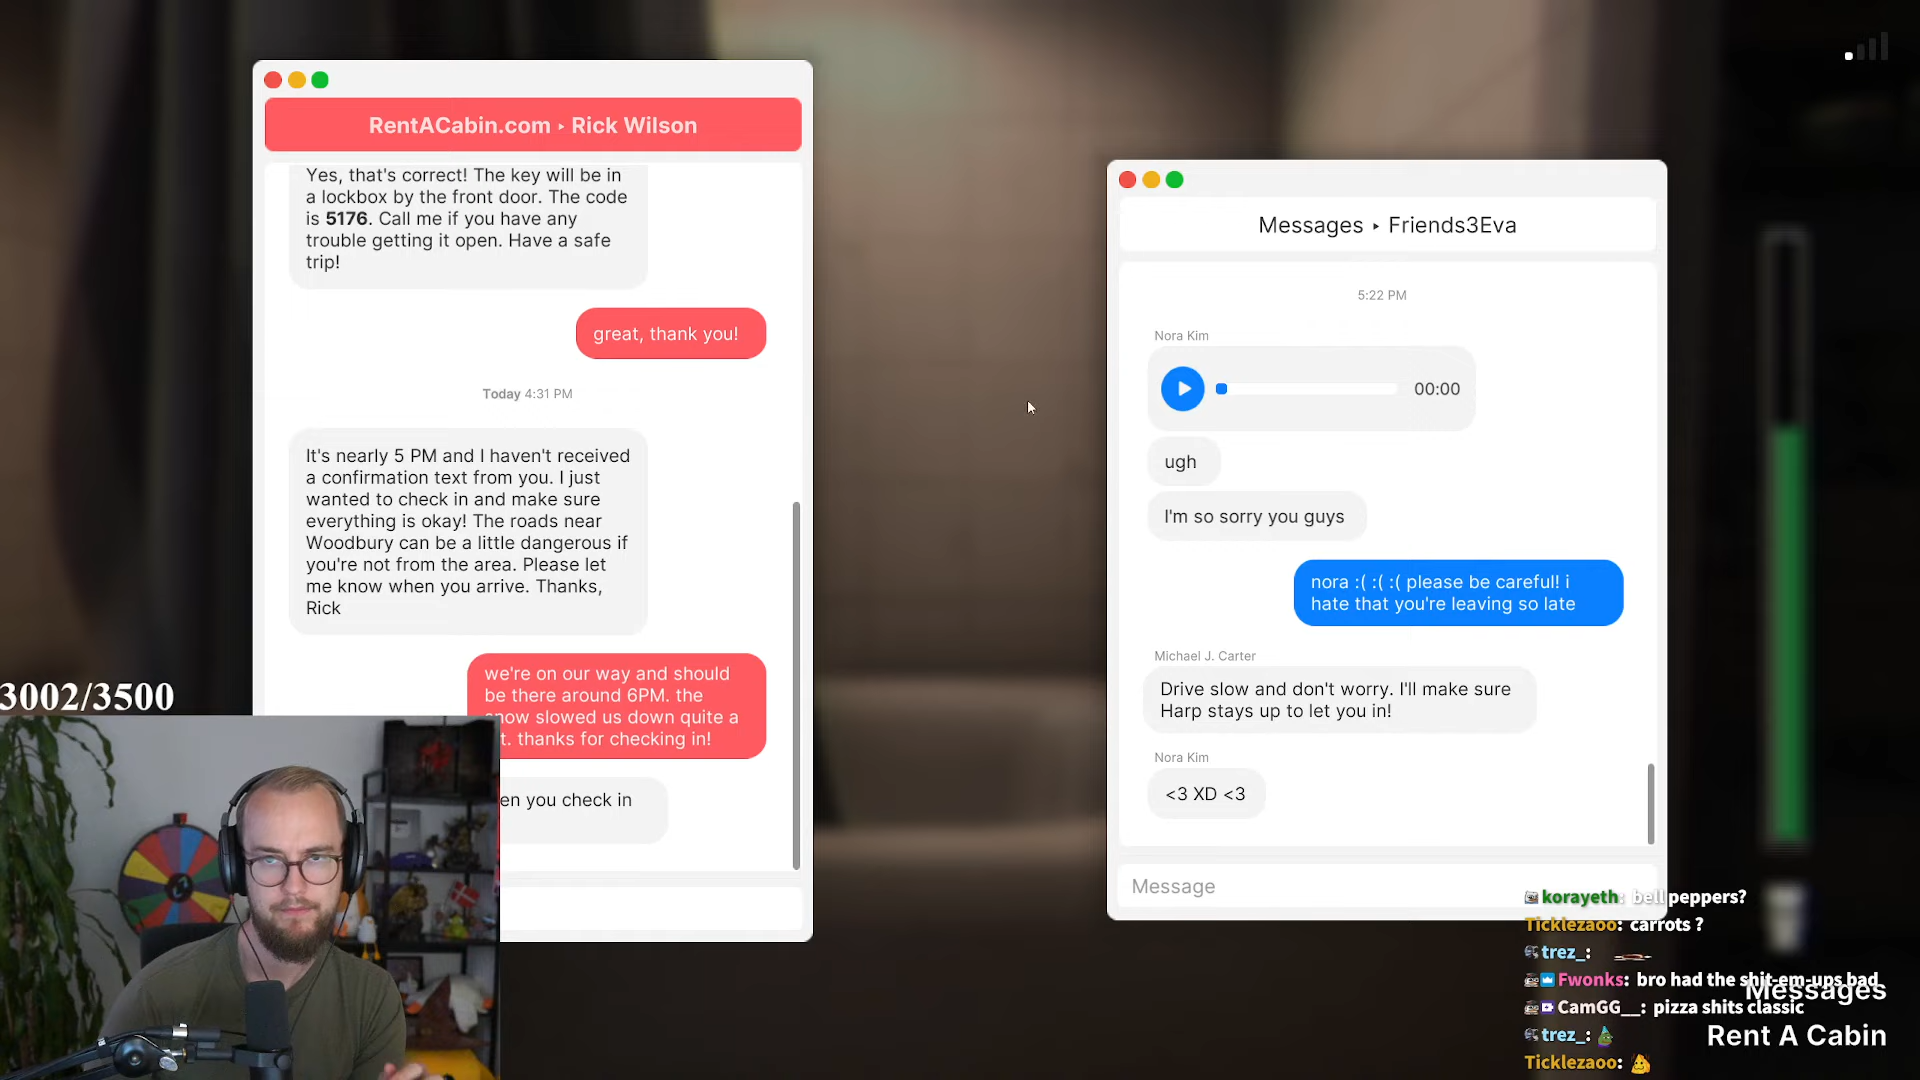 RentACabin.com ‣ Rick Wilson
Yes, that's correct! The key will be in
a lockbox by the front door. The code
is 5176. Call me if you have any
trouble getting it open. Have a safe
trip!
great, thank you!
Today 4:31 PM
It's nearly 5 PM and I haven't received
a confirmation text from you. I just
wanted to check in and make sure
everything is okay! The roads near
Woodbury can be a little dangerous if
you're not from the area. Please let
me know when you arrive. Thanks,
Rick
we're on our way and should
be there around 6PM. the
snow slowed us down quite a
t. thanks for checking in!
en you check in
3002/3500
Messages ‣ Friends3Eva
5:22 PM
Nora Kim
00:00
ugh
I'm so sorry you guys
nora :( :( :( please be careful! i
hate that you're leaving so late
Michael J. Carter
Drive slow and don't worry. I'll make sure
Harp stays up to let you in!
Nora Kim
<3 XD <3
Message
korayeth: bell peppers?
Ticklezaoo: carrots ?
trez_:
Fwonks: bro had the shit-em-ups bad
Messages
CamGG__: pizza shits classic
trez_:
Rent A Cabin
Ticklezaoo: